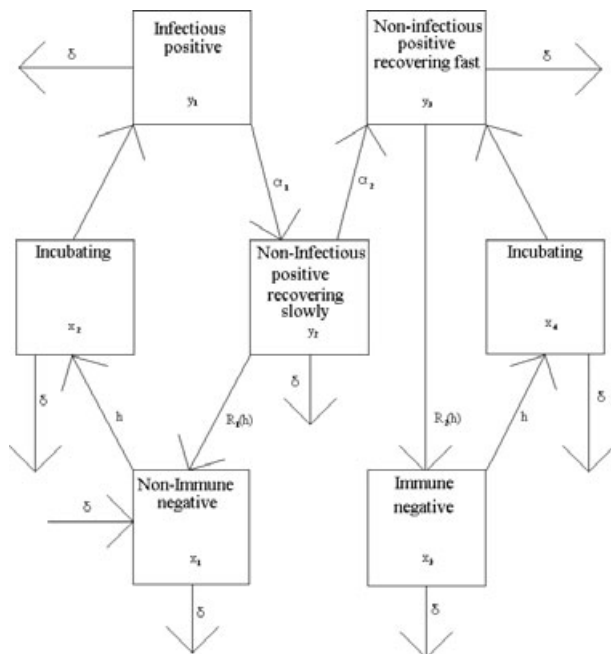 Infectious
positive
y₁
Non-infectious
positive
recovering fast
y₃
δ
δ
α₁
α₂
Incubating
x₂
Non-Infectious
positive
recovering
slowly
y₂
Incubating
x₄
δ
h
R₁(h)
δ
R₂(h)
h
δ
Non-Immune
negative
x₁
Immune
negative
x₃
δ
δ
δ